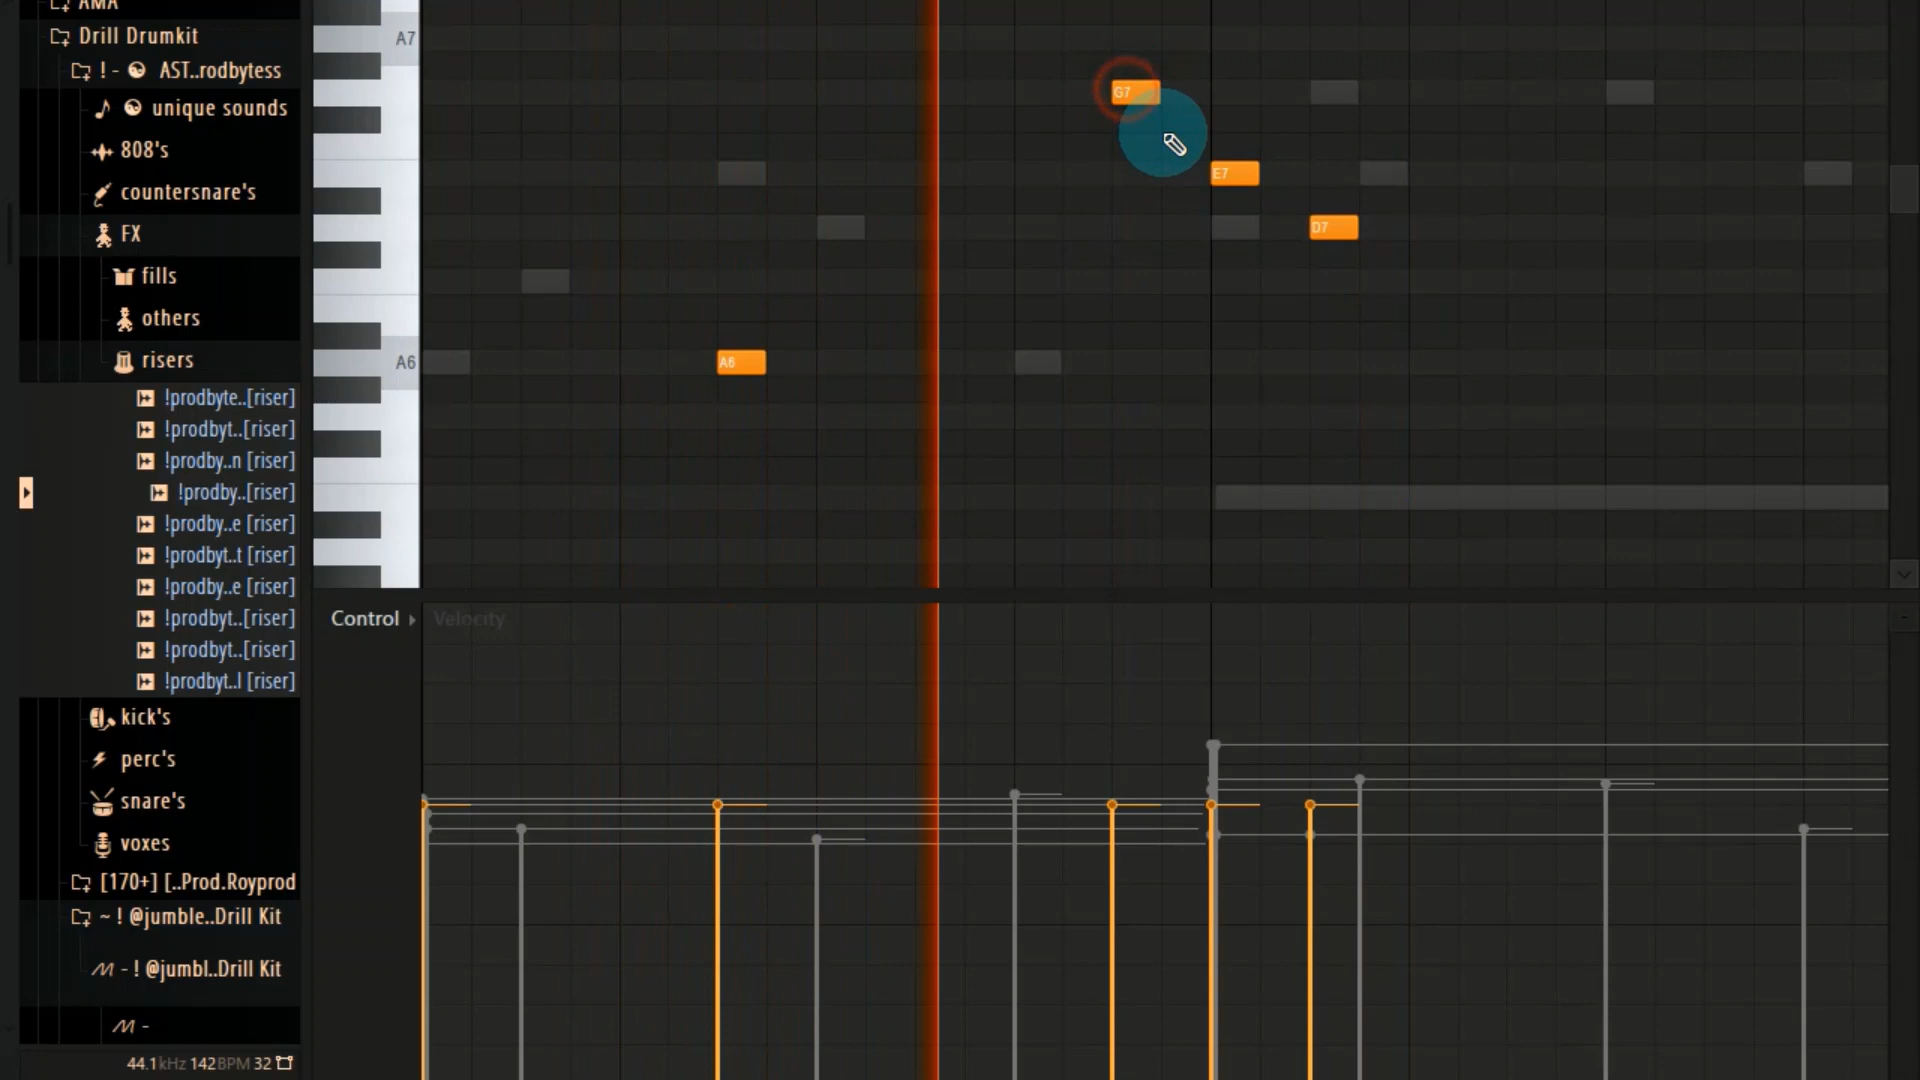 AMA
Drill Drumkit
! - AST..rodbytess
unique sounds
808's
countersnare's
FX
fills
others
risers
!prodbyte..[riser]
!prodbyt..[riser]
!prodby..n [riser]
!prodby..[riser]
!prodby..e [riser]
!prodbyt..t [riser]
!prodby..e [riser]
!prodbyt..[riser]
!prodbyt..[riser]
!prodbyt..l [riser]
kick's
perc's
snare's
voxes
[170+] [..Prod.Royprod
~ ! @jumble..Drill Kit
- ! @jumbl..Drill Kit
-
44.1kHz 142BPM 32
A7
G7
E7
D7
A6
A6
Control
Velocity